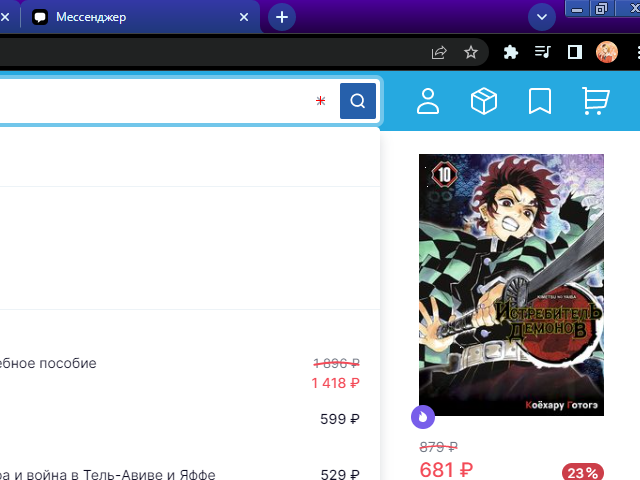 Мессенджер
10
KIMETSU NO YAIBA
ИСТРЕБИТЕЛЬ
ДЕМОНОВ
Коёхару Готогэ
ебное пособие
1 896 ₽
1 418 ₽
599 ₽
ра и война в Тель-Авиве и Яффе
529 ₽
879 ₽
681 ₽
23 %